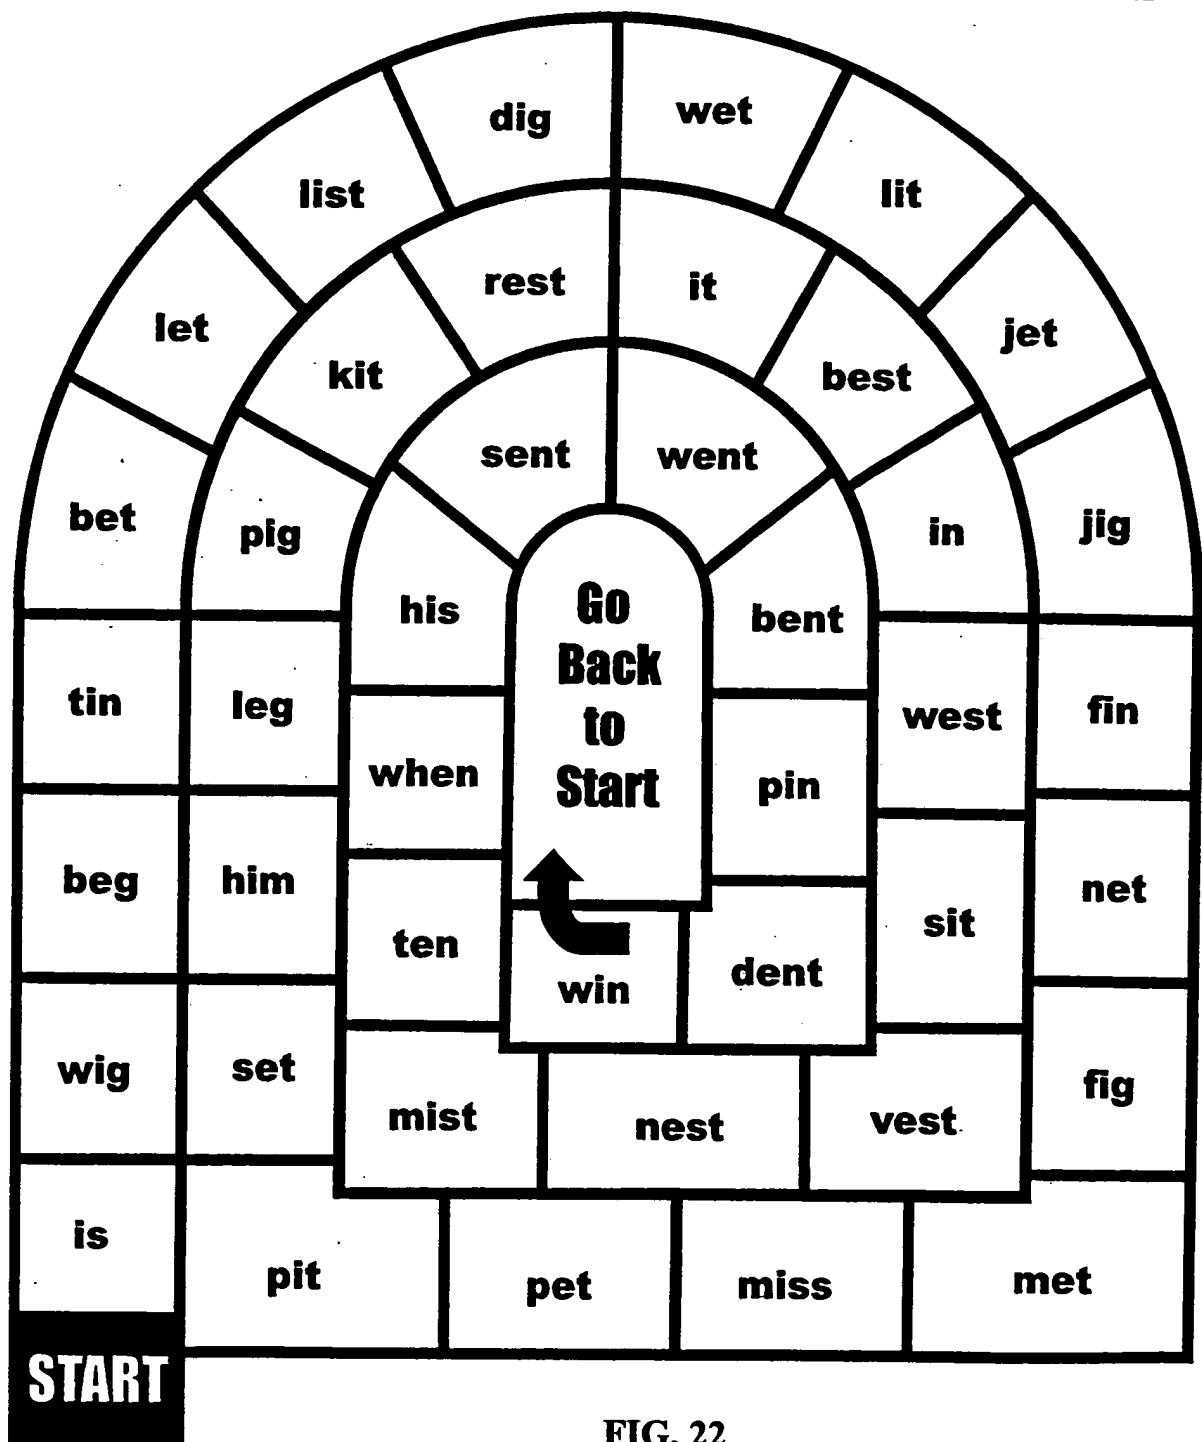 START
is
wig
beg
tin
bet
let
list
dig
wet
lit
jet
jig
fin
net
fig
met
miss
pet
pit
set
him
leg
pig
kit
rest
it
best
in
west
sit
vest
nest
mist
ten
when
his
sent
went
bent
pin
dent
win
Go
Back
to
Start
FIG. 22